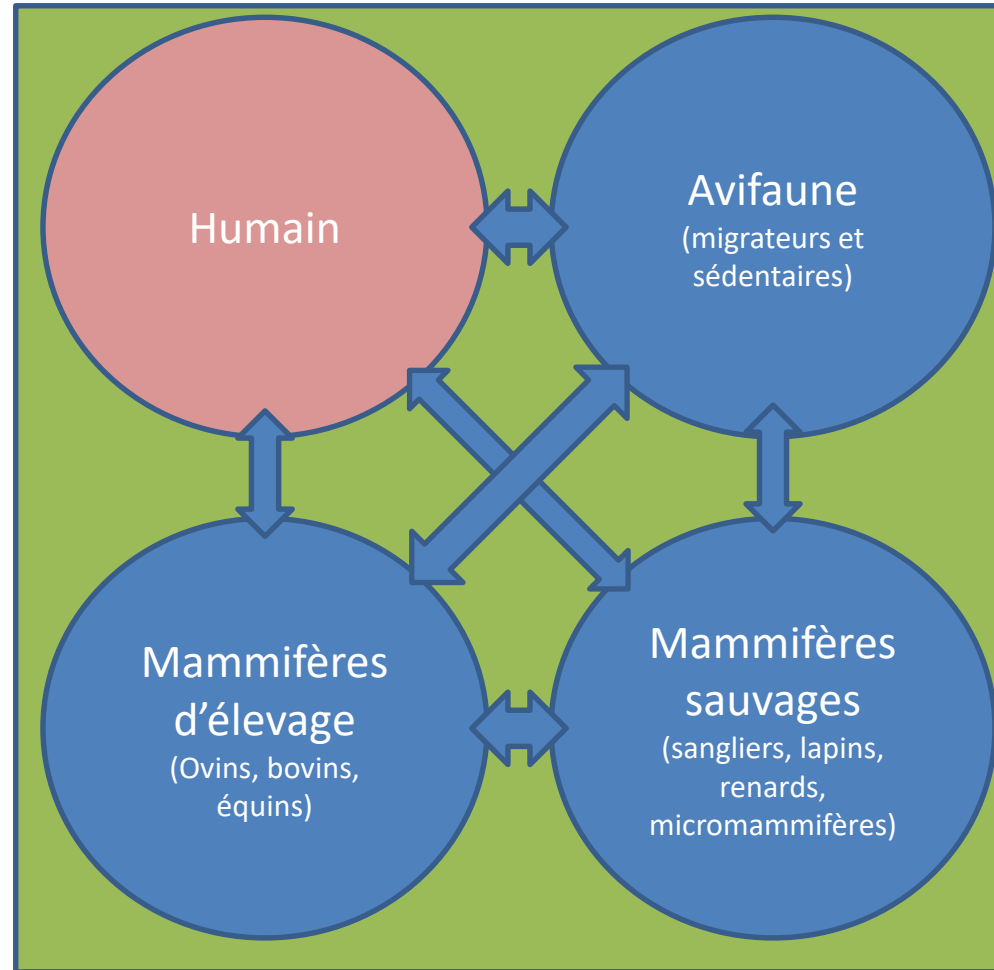 Humain
Avifaune
(migrateurs et
sédentaires)
Mammifères
d’élevage
(Ovins, bovins,
équins)
Mammifères
sauvages
(sangliers, lapins,
renards,
micromammifères)